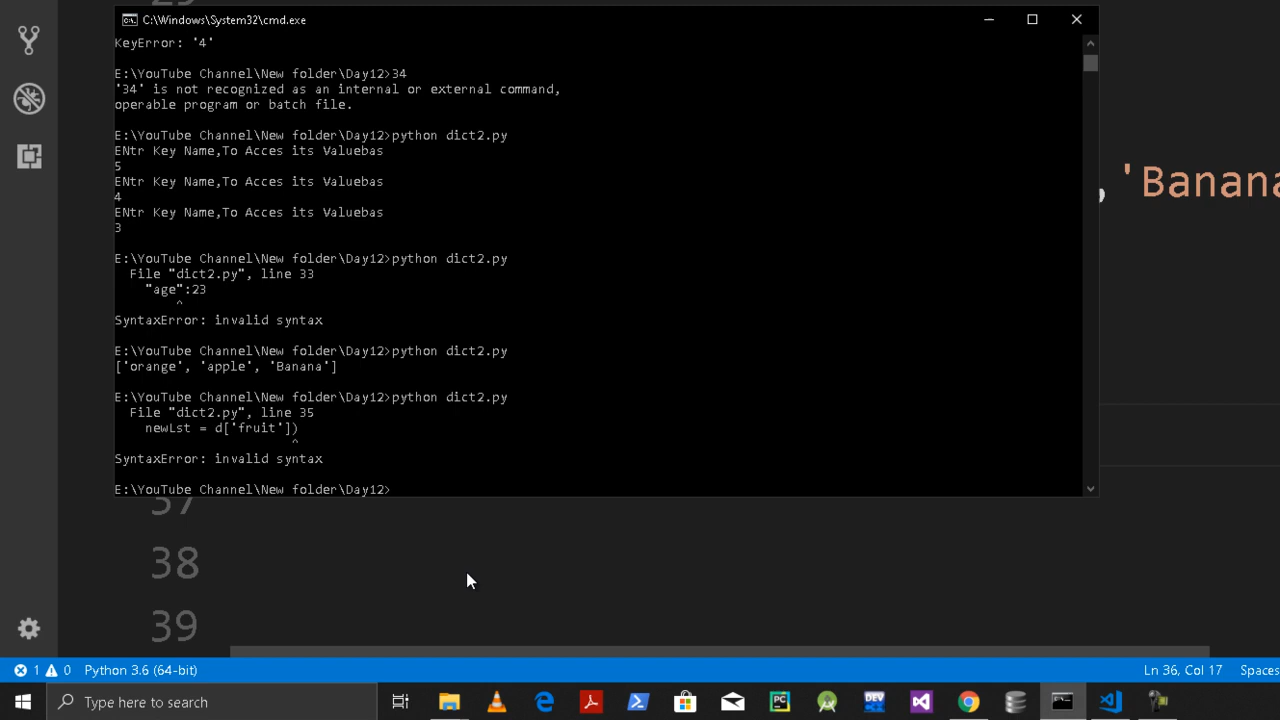 C:\Windows\System32\cmd.exe
KeyError: '4'
E:\YouTube Channel\New folder\Day12>34
'34' is not recognized as an internal or external command,
operable program or batch file.
E:\YouTube Channel\New folder\Day12>python dict2.py
ENtr Key Name,To Acces its Valuebas
5
ENtr Key Name,To Acces its Valuebas
4
ENtr Key Name,To Acces its Valuebas
3
E:\YouTube Channel\New folder\Day12>python dict2.py
File "dict2.py", line 33
"age":23
^
SyntaxError: invalid syntax
E:\YouTube Channel\New folder\Day12>python dict2.py
['orange', 'apple', 'Banana']
E:\YouTube Channel\New folder\Day12>python dict2.py
File "dict2.py", line 35
newLst = d['fruit'])
^
SyntaxError: invalid syntax
E:\YouTube Channel\New folder\Day12>
,'Banana
37
38
39
1 0 Python 3.6 (64-bit) Ln 36, Col 17 Spaces
Type here to search